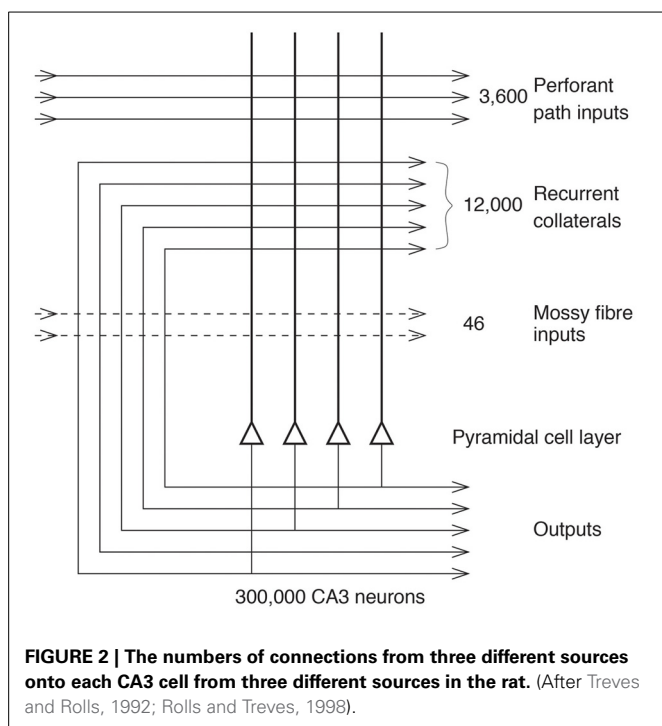 3,600 Perforant
path inputs
12,000 Recurrent
collaterals
46 Mossy fibre
inputs
Pyramidal cell layer
Outputs
300,000 CA3 neurons
FIGURE 2 | The numbers of connections from three different sources
onto each CA3 cell from three different sources in the rat. (After Treves
and Rolls, 1992; Rolls and Treves, 1998).